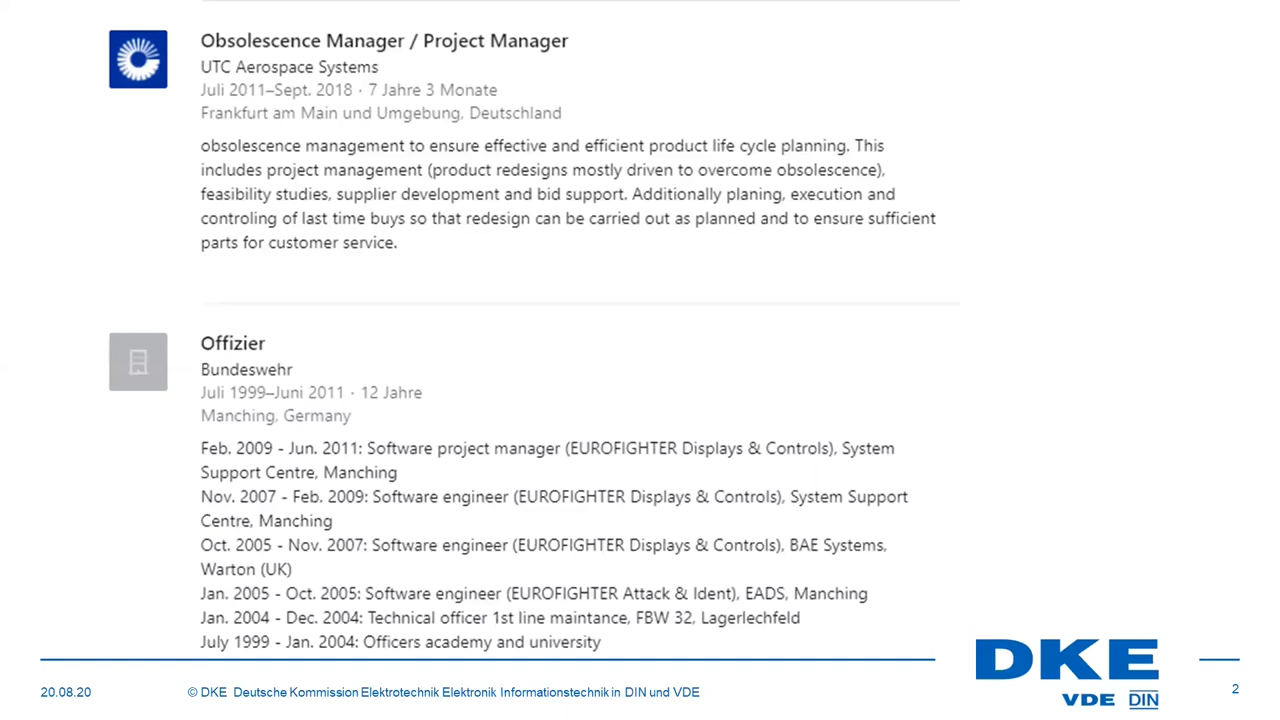 Obsolescence Manager / Project Manager
UTC Aerospace Systems
Juli 2011–Sept. 2018 · 7 Jahre 3 Monate
Frankfurt am Main und Umgebung, Deutschland
obsolescence management to ensure effective and efficient product life cycle planning. This
includes project management (product redesigns mostly driven to overcome obsolescence),
feasibility studies, supplier development and bid support. Additionally planing, execution and
controling of last time buys so that redesign can be carried out as planned and to ensure sufficient
parts for customer service.
Offizier
Bundeswehr
Juli 1999–Juni 2011 · 12 Jahre
Manching, Germany
Feb. 2009 - Jun. 2011: Software project manager (EUROFIGHTER Displays & Controls), System
Support Centre, Manching
Nov. 2007 - Feb. 2009: Software engineer (EUROFIGHTER Displays & Controls), System Support
Centre, Manching
Oct. 2005 - Nov. 2007: Software engineer (EUROFIGHTER Displays & Controls), BAE Systems,
Warton (UK)
Jan. 2005 - Oct. 2005: Software engineer (EUROFIGHTER Attack & Ident), EADS, Manching
Jan. 2004 - Dec. 2004: Technical officer 1st line maintance, FBW 32, Lagerlechfeld
July 1999 - Jan. 2004: Officers academy and university
DKE
VDE DIN
20.08.20
© DKE Deutsche Kommission Elektrotechnik Elektronik Informationstechnik in DIN und VDE
2